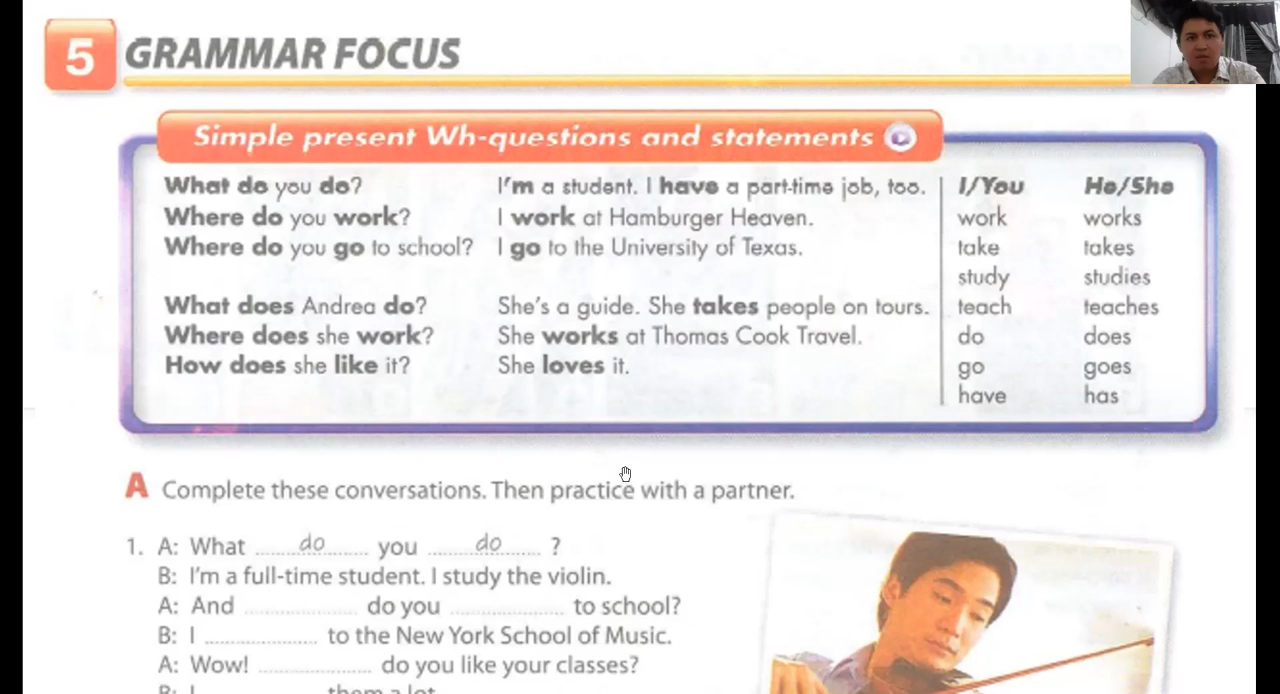 5 GRAMMAR FOCUS
Simple present Wh-questions and statements
What do you do? I'm a student. I have a part-time job, too. I/You He/She
Where do you work? I work at Hamburger Heaven. work works
Where do you go to school? I go to the University of Texas. take takes
study studies
What does Andrea do? She's a guide. She takes people on tours. teach teaches
Where does she work? She works at Thomas Cook Travel. do does
How does she like it? She loves it. go goes
have has
A Complete these conversations. Then practice with a partner.
1. A: What do you do ?
B: I'm a full-time student. I study the violin.
A: And ............ do you ............ to school?
B: I ............ to the New York School of Music.
A: Wow! ............ do you like your classes?
B: I ............ them a lot